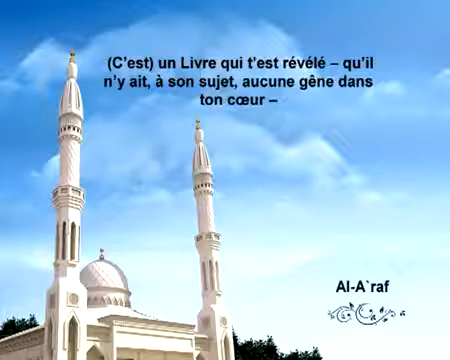 (C’est) un Livre qui t’est révélé – qu’il
n’y ait, à son sujet, aucune gêne dans
ton cœur –
Al-A`raf